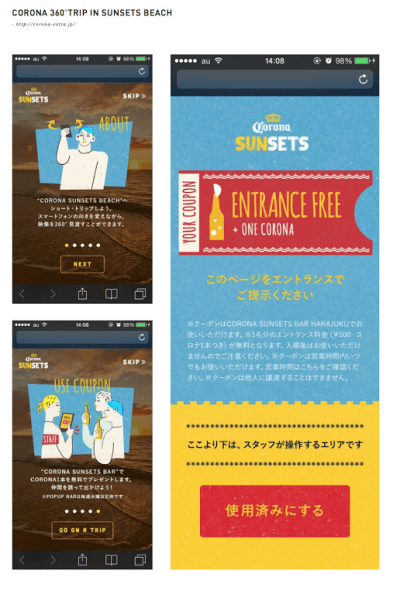 CORONA 360°TRIP IN SUNSETS BEACH
- http://corona-extra.jp/
au 14:08 98%
Corona
SUNSETS
SKIP»
ABOUT
“CORONA SUNSETS BEACH”へ
ショート・トリップしよう。
スマートフォンの向きを変えながら、
映像を360°見渡すことができます。
NEXT
au 14:08 98%
Corona
SUNSETS
SKIP»
USE COUPON
STAFF
“CORONA SUNSETS BAR”で
CORONA1本を無料でプレゼントします。
仲間を誘って出かけよう！
※POPUP BARは毎週水曜日定休です
GO ON A TRIP
au 14:08 98%
Corona
SUNSETS
YOUR COUPON
ENTRANCE FREE
+ ONE CORONA
このページをエントランスで
ご提示ください
※クーポンはCORONA SUNSETS BAR HARAJUKUでお
使いいただけます。※1名分のエントランス料金（¥500・コ
ロナ1本つき）が無料となります。入場後はお使いいただけ
ませんのでご注意ください。※クーポンは営業時間内いつ
でもお使いいただけます。営業時間はこちらをご確認くだ
さい。※クーポンは他人に譲渡することはできません。
ここより下は、スタッフが操作するエリアです
使用済みにする